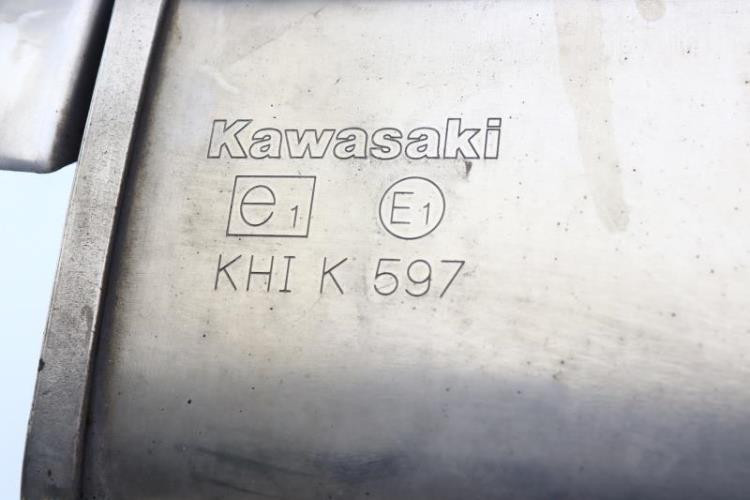 Kawasaki
e1 E1
KHI K 597